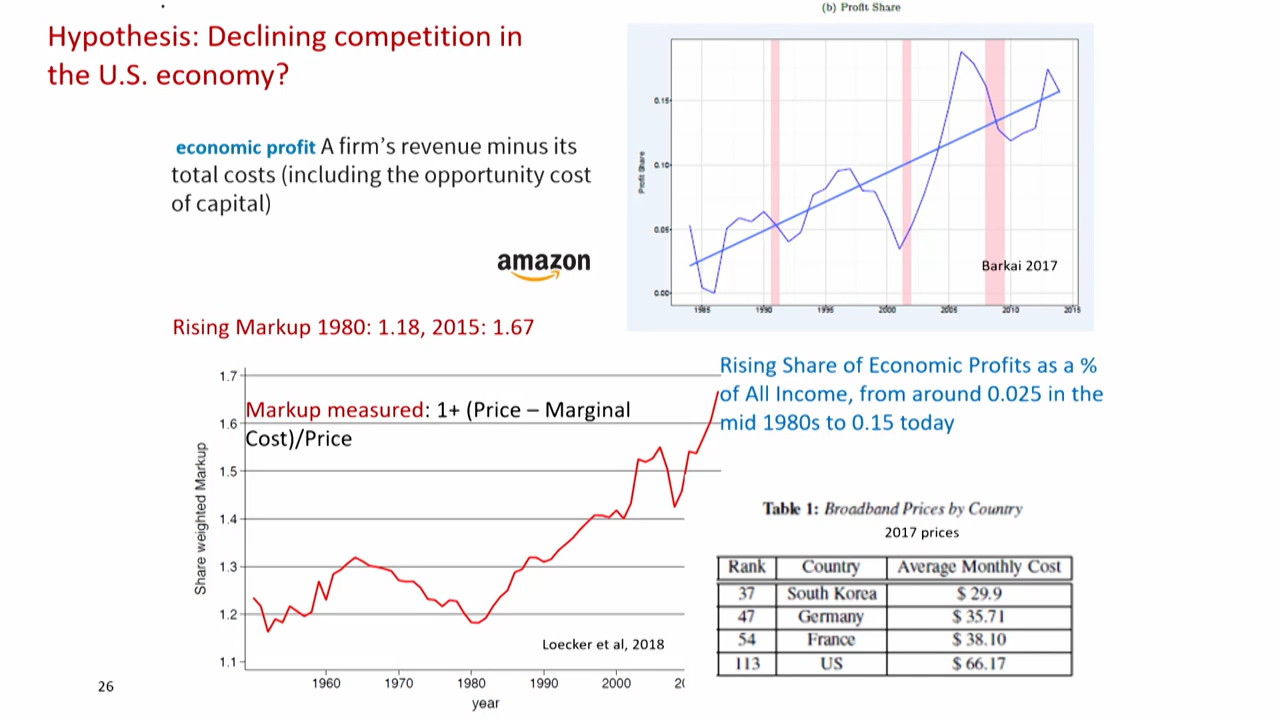 Hypothesis: Declining competition in
the U.S. economy?
economic profit A firm's revenue minus its
total costs (including the opportunity cost
of capital)
amazon
(b) Profit Share
Profit Share
0.15
0.10
0.05
0.00
1985 1990 1995 2000 2005 2010 2015
Barkai 2017
Rising Markup 1980: 1.18, 2015: 1.67
Markup measured: 1+ (Price – Marginal
Cost)/Price
Share weighted Markup
1.7
1.6
1.5
1.4
1.3
1.2
1.1
1960 1970 1980 1990 2000
year
Loecker et al, 2018
Rising Share of Economic Profits as a %
of All Income, from around 0.025 in the
mid 1980s to 0.15 today
Table 1: Broadband Prices by Country
2017 prices
Rank Country Average Monthly Cost
37 South Korea $ 29.9
47 Germany $ 35.71
54 France $ 38.10
113 US $ 66.17
26